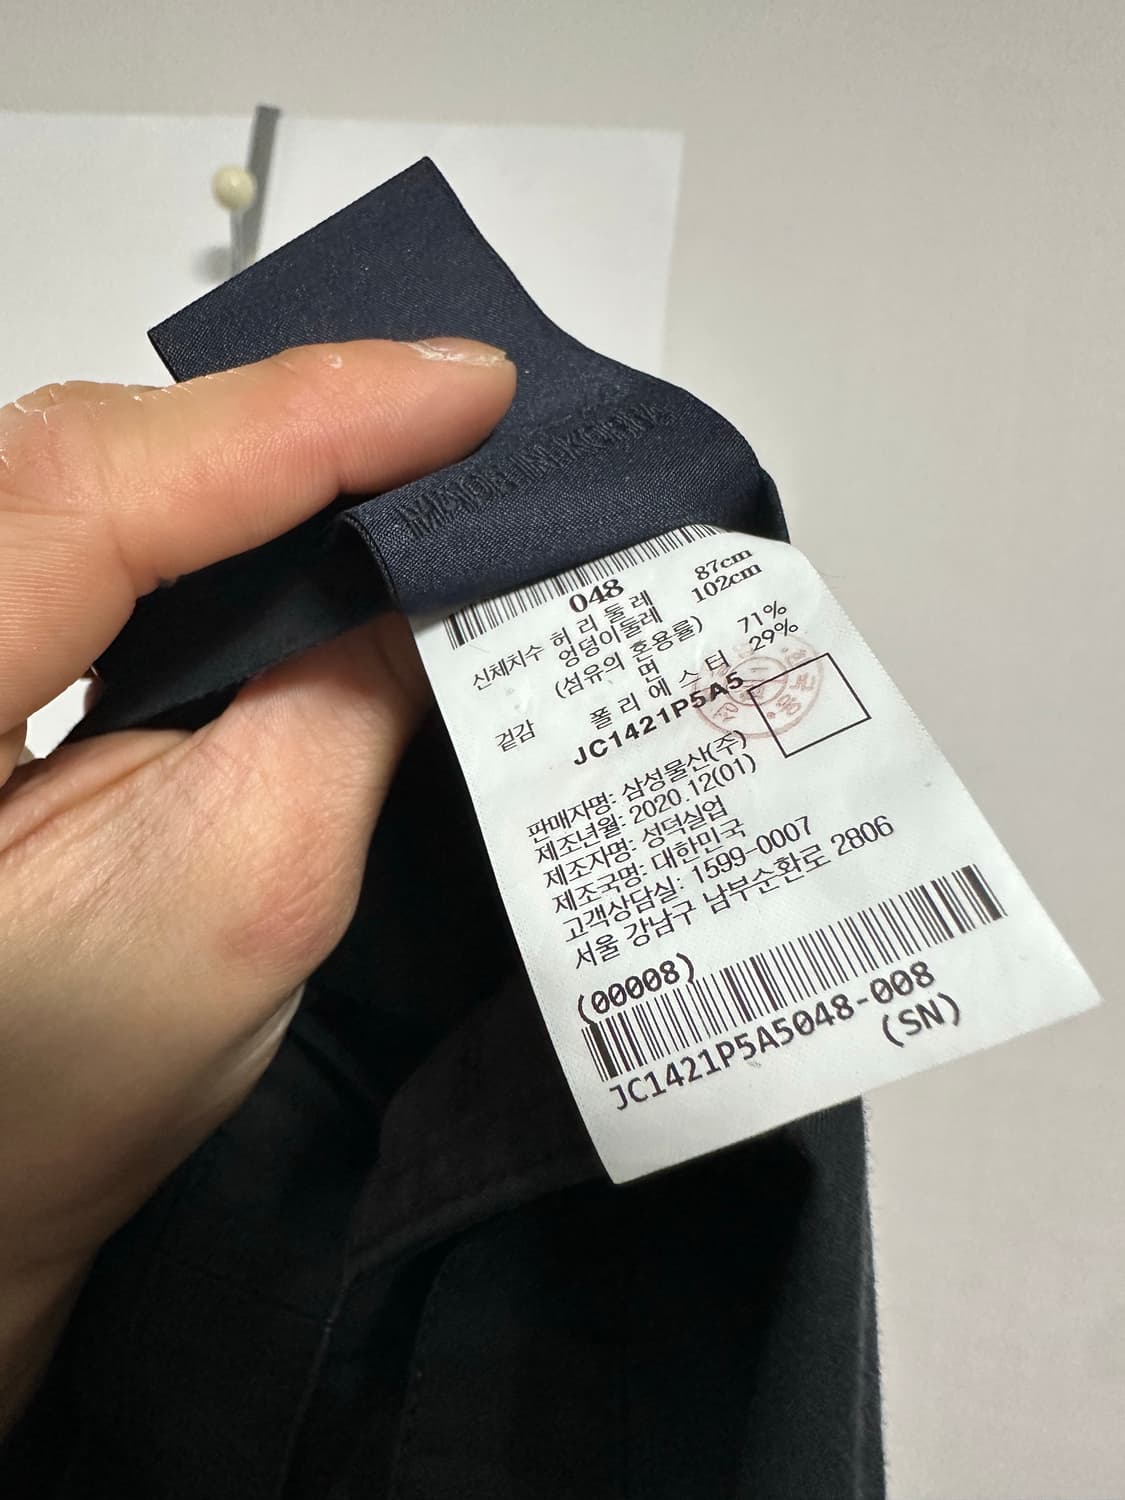 MADE IN KOREA
048
신체치수 허리둘레 87cm
엉덩이둘레 102cm
(섬유의 혼용률)
겉감 면 71%
폴리에스터 29%
JC1421P5A5
판매자명: 삼성물산(주)
제조년월: 2020.12(01)
제조자명: 성덕실업
제조국명: 대한민국
고객상담실: 1599-0007
서울 강남구 남부순환로 2806
(00008)
JC1421P5A5048-008
(SN)